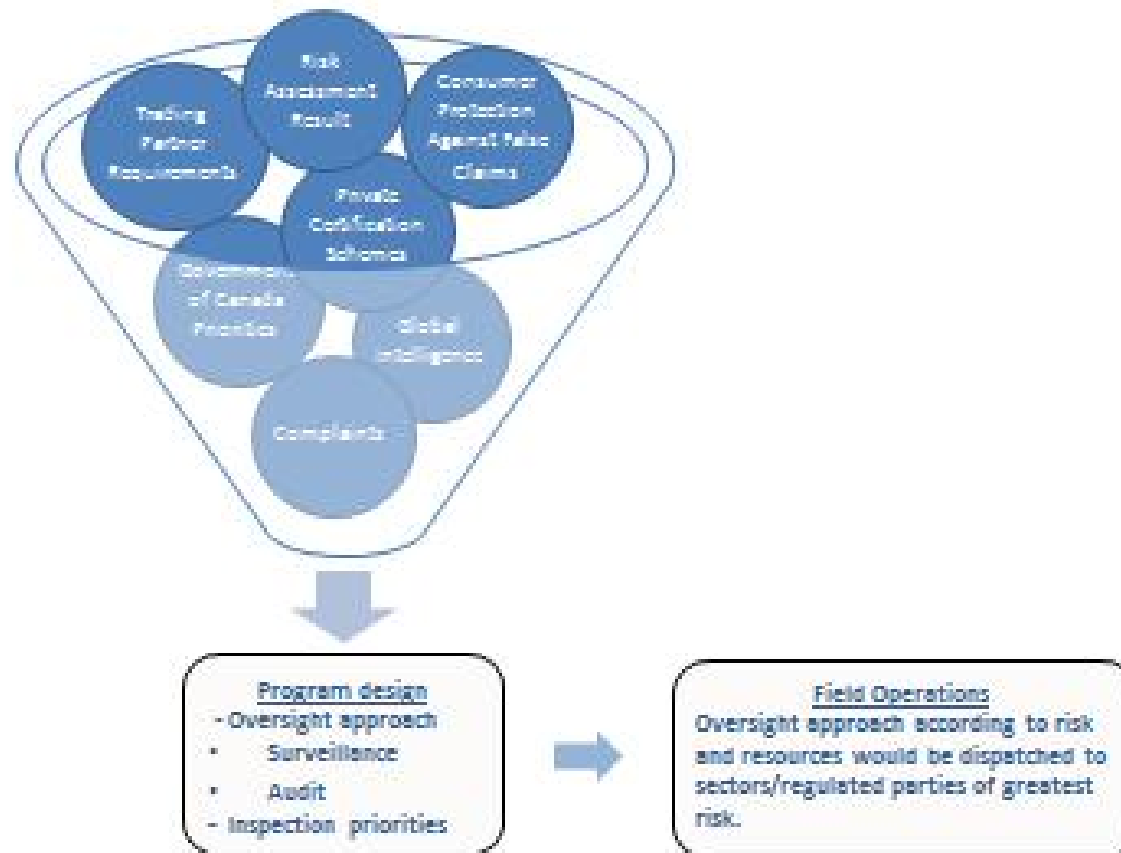 Risk
Assessment
Result
Consumer
Protection
Against False
Claims
Trading
Partner
Requirements
Private
Certification
Schemes
Government
of Canada
Priorities
Global
Intelligence
Complaints
Program design
- Oversight approach
• Surveillance
• Audit
- Inspection priorities
Field Operations
Oversight approach according to risk
and resources would be dispatched to
sectors/regulated parties of greatest
risk.